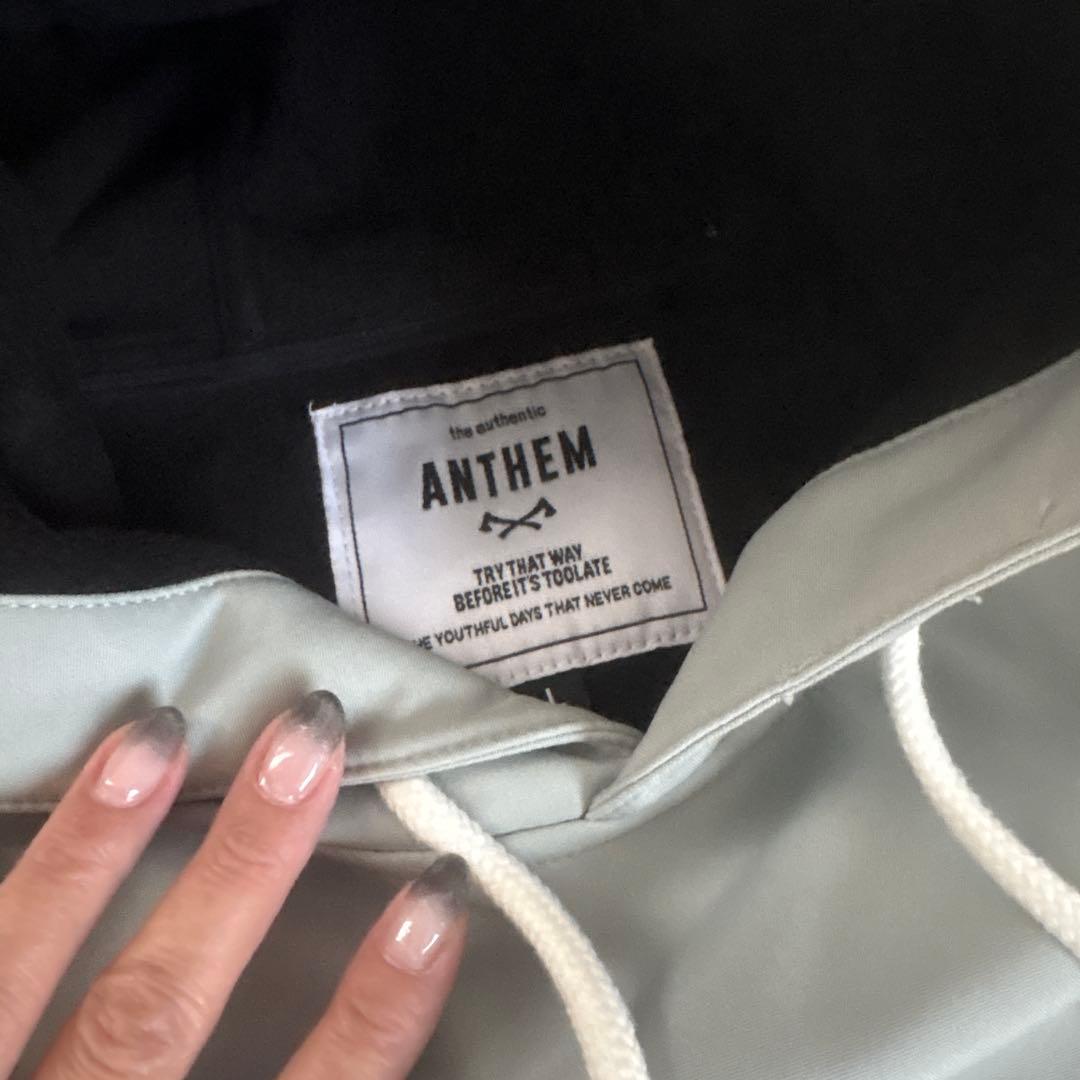 the authentic
ANTHEM
TRY THAT WAY
BEFORE IT'S TOOLATE
YOUTHFUL DAYS THAT NEVER COME
L